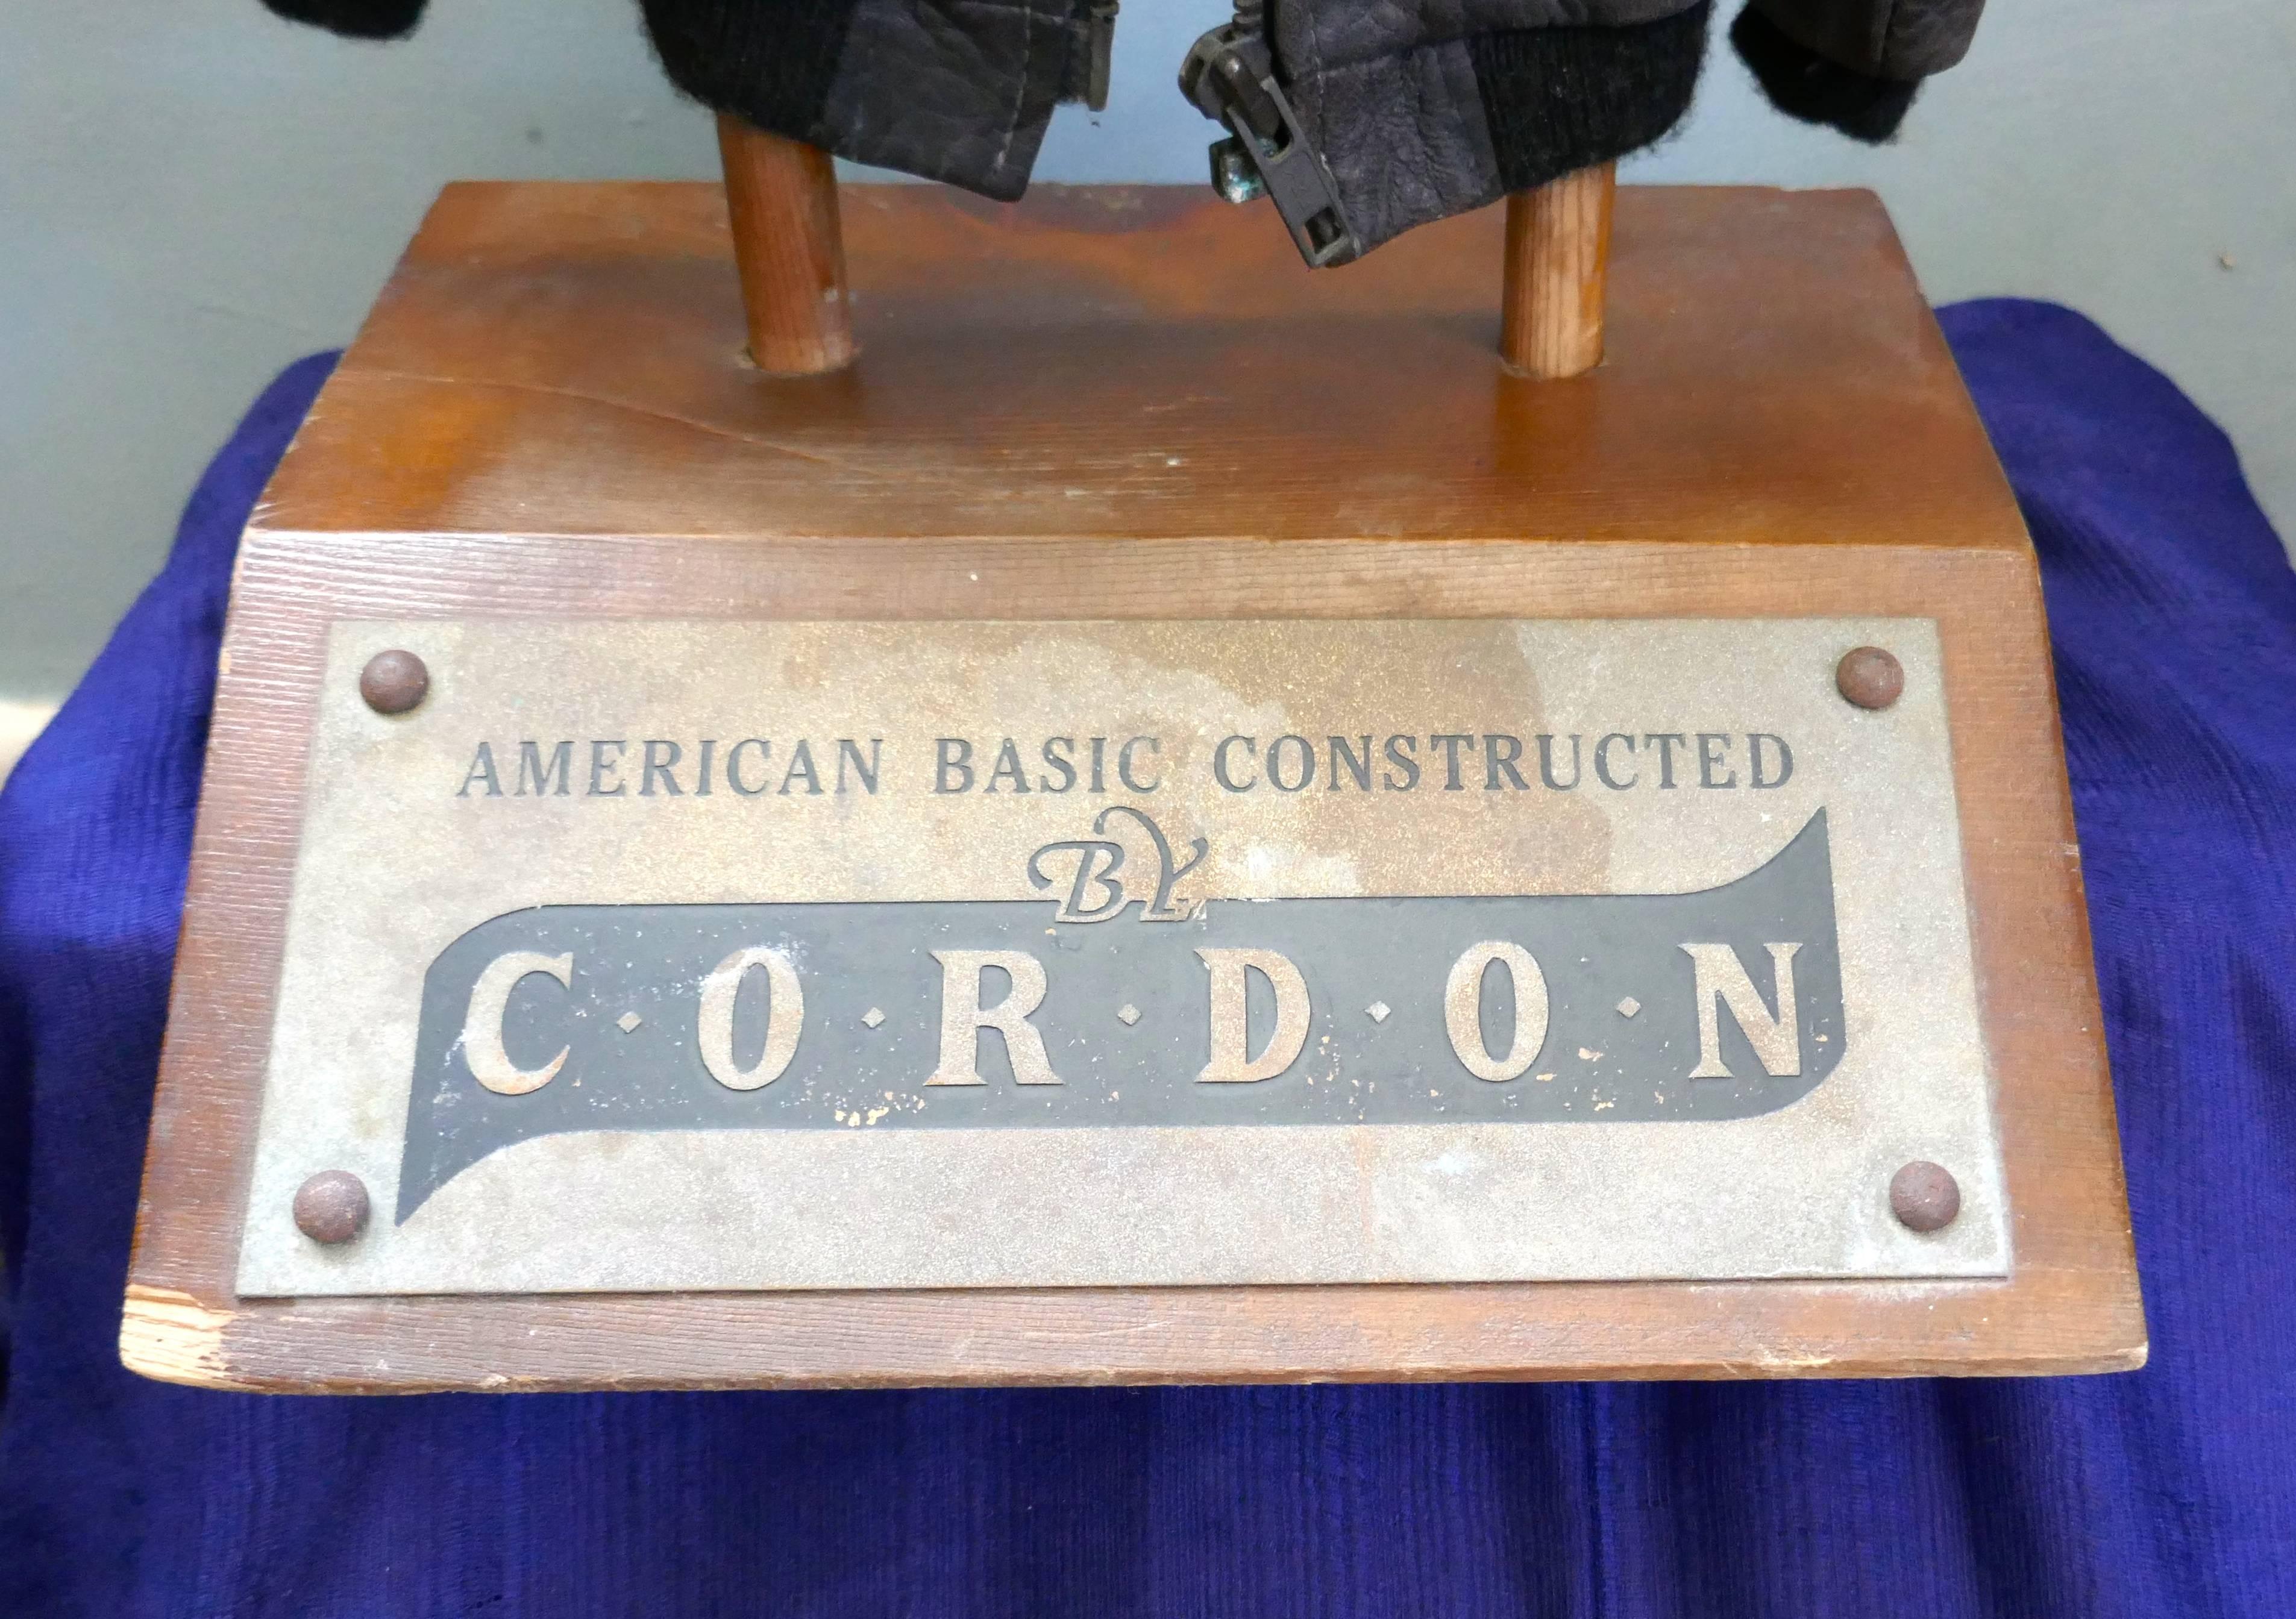 AMERICAN BASIC CONSTRUCTED
BY
C·O·R·D·O·N